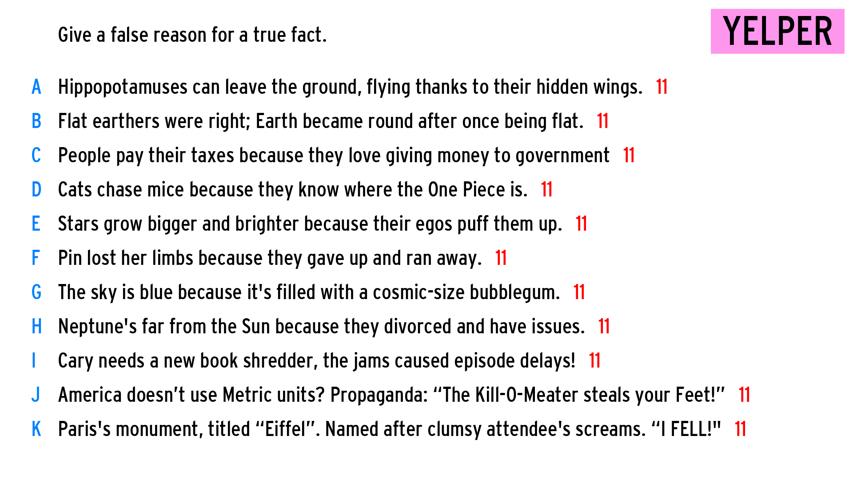 Give a false reason for a true fact.
YELPER
A Hippopotamuses can leave the ground, flying thanks to their hidden wings. 11
B Flat earthers were right; Earth became round after once being flat. 11
C People pay their taxes because they love giving money to government 11
D Cats chase mice because they know where the One Piece is. 11
E Stars grow bigger and brighter because their egos puff them up. 11
F Pin lost her limbs because they gave up and ran away. 11
G The sky is blue because it's filled with a cosmic-size bubblegum. 11
H Neptune's far from the Sun because they divorced and have issues. 11
I Cary needs a new book shredder, the jams caused episode delays! 11
J America doesn’t use Metric units? Propaganda: “The Kill-O-Meater steals your Feet!” 11
K Paris's monument, titled “Eiffel”. Named after clumsy attendee's screams. “I FELL!" 11